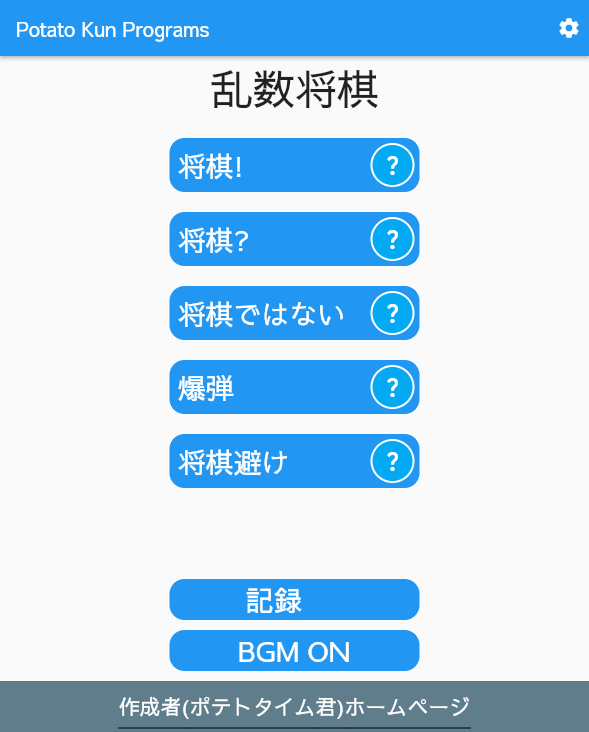 Potato Kun Programs
乱数将棋
将棋!
?
将棋?
?
将棋ではない
?
爆弾
?
将棋避け
?
記録
BGM ON
作成者(ポテトタイム君)ホームページ